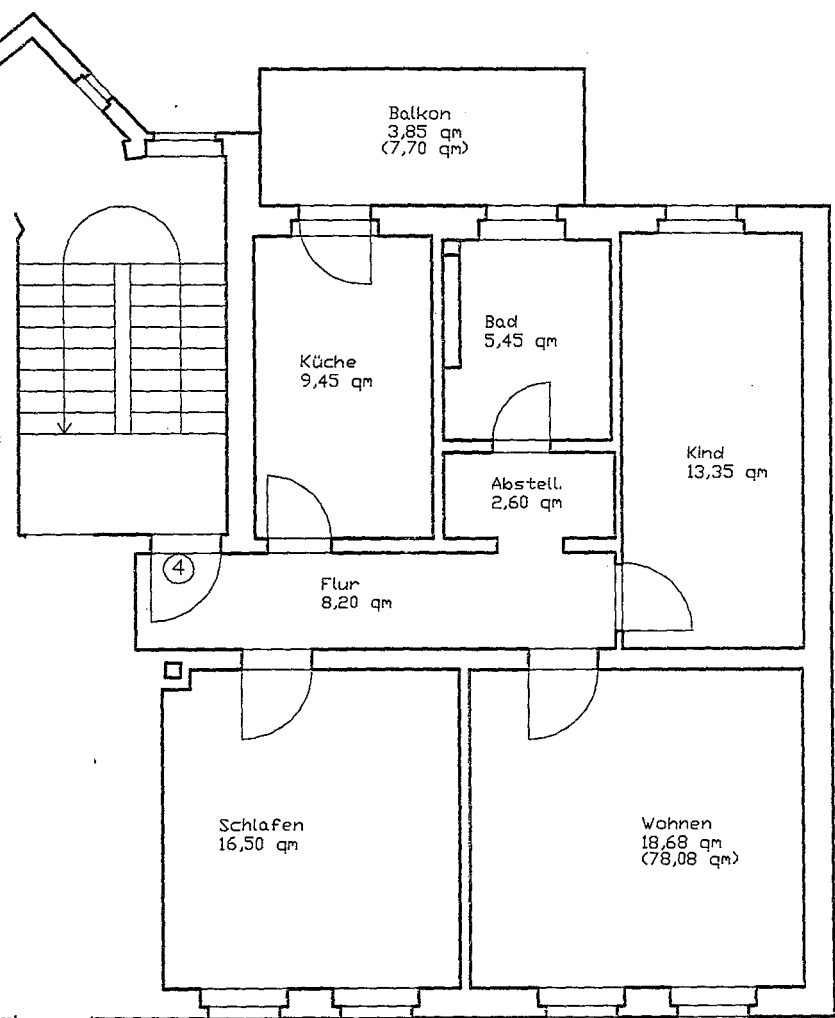 Balkon
3,85 qm
(7,70 qm)
Bad
5,45 qm
Küche
9,45 qm
Kind
13,35 qm
Abstell.
2,60 qm
4
Flur
8,20 qm
Schlafen
16,50 qm
Wohnen
18,68 qm
(78,08 qm)